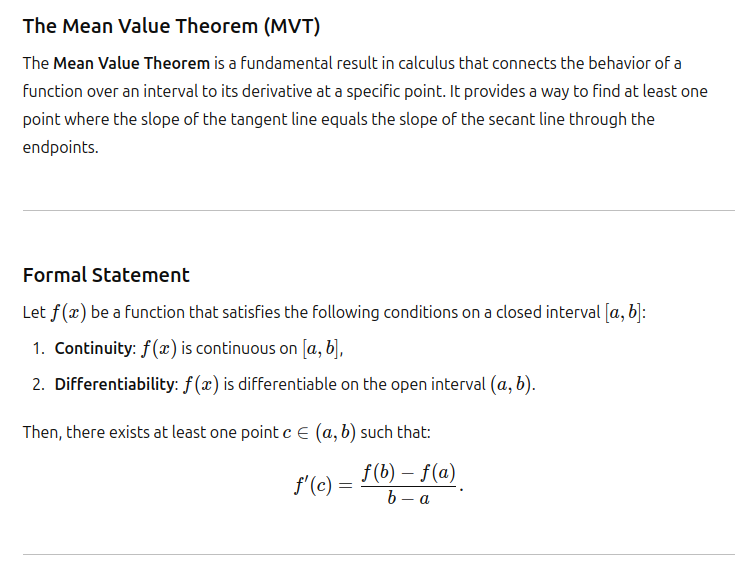 The Mean Value Theorem (MVT)
The Mean Value Theorem is a fundamental result in calculus that connects the behavior of a
function over an interval to its derivative at a specific point. It provides a way to find at least one
point where the slope of the tangent line equals the slope of the secant line through the
endpoints.
Formal Statement
Let f(x) be a function that satisfies the following conditions on a closed interval [a, b]:
1. Continuity: f(x) is continuous on [a, b],
2. Differentiability: f(x) is differentiable on the open interval (a, b).
Then, there exists at least one point c ∈ (a, b) such that:
f′(c) = \frac{f(b) − f(a)}{b − a}.